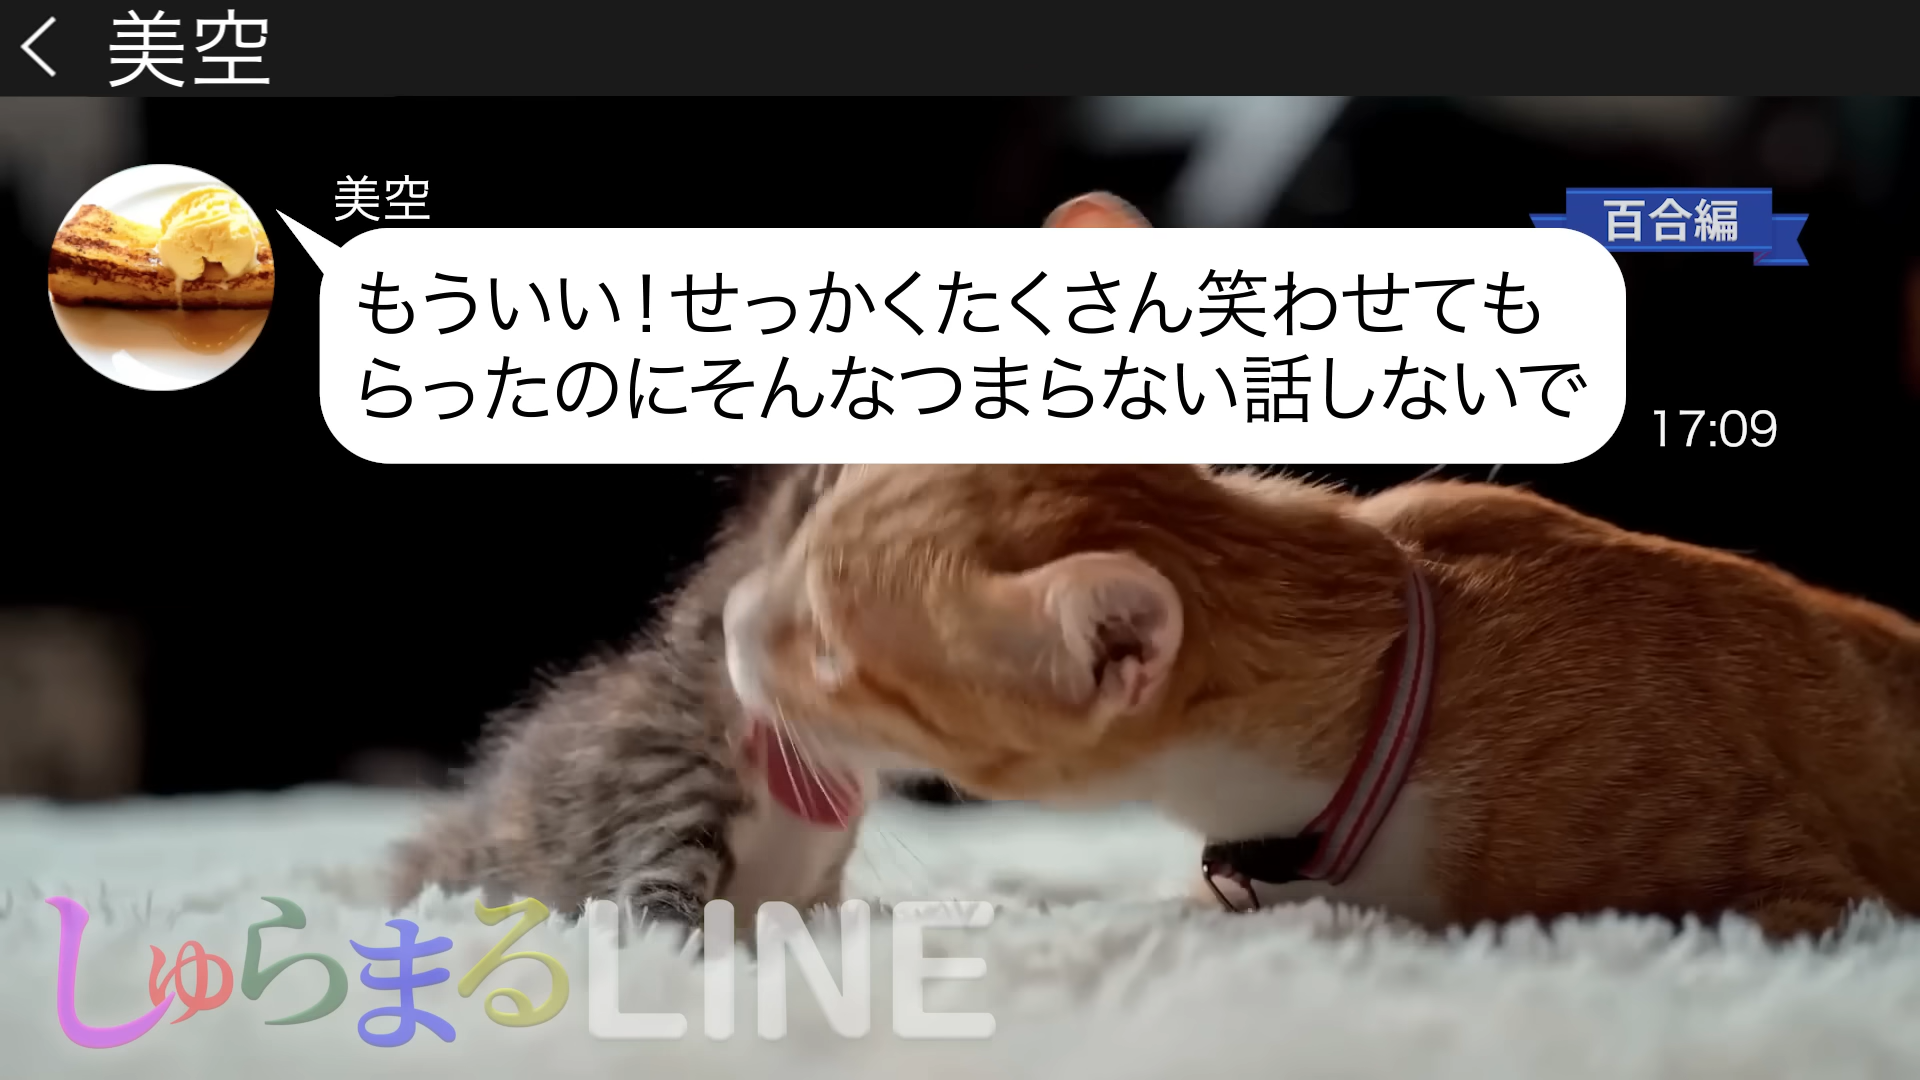 美空
美空
百合編
もういい！せっかくたくさん笑わせても
らったのにそんなつまらない話しないで
17:09
しゅらまるLINE